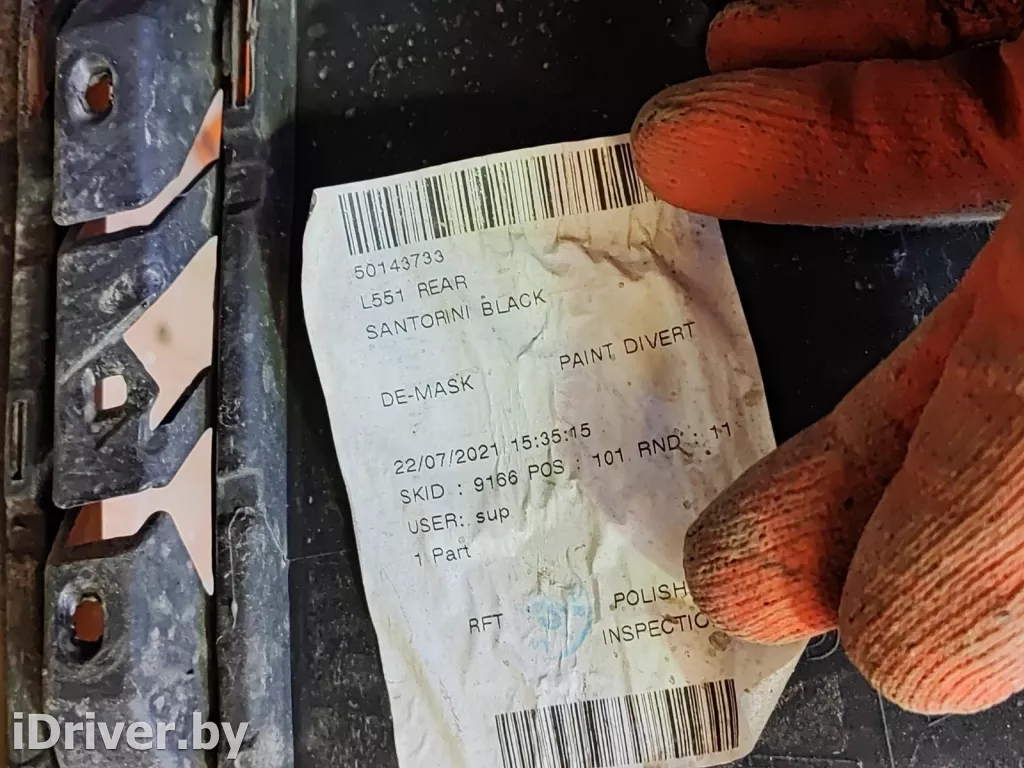 50143733
L551 REAR
SANTORINI BLACK
DE-MASK PAINT DIVERT
22/07/2021 15:35:15
SKID : 9166 POS : 101 RND : 11
USER: sup
1 Part
RFT POLISH
INSPECTIO
iDriver.by